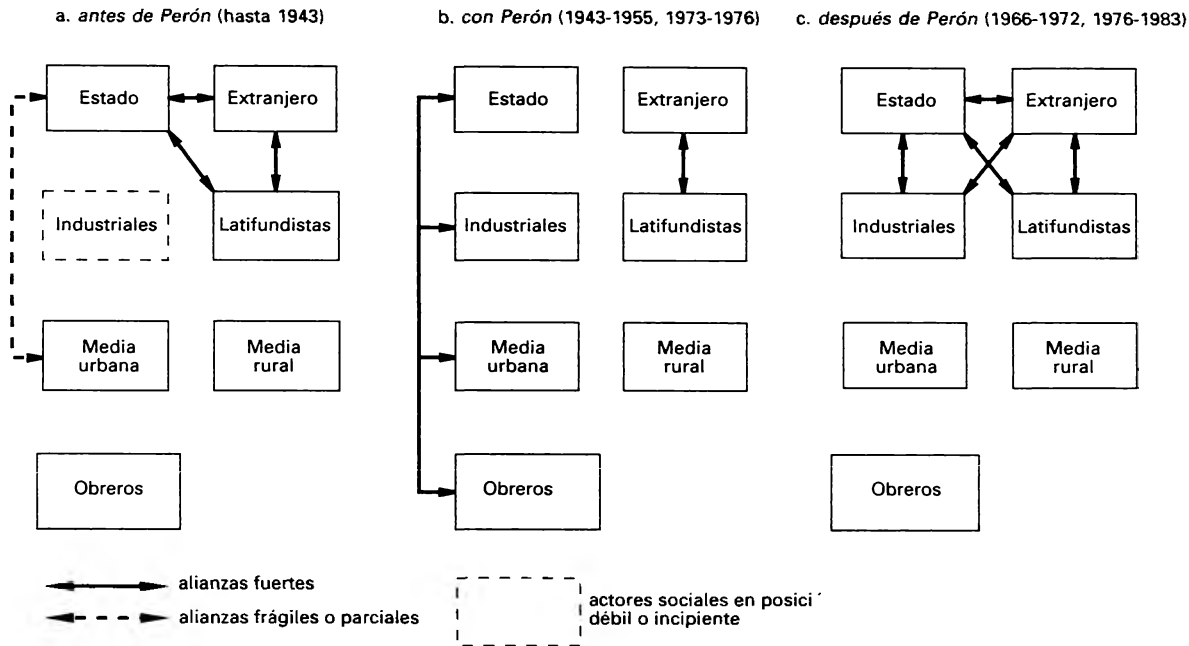 a. antes de Perón (hasta 1943)
Estado
Extranjero
Industriales
Latifundistas
Media
urbana
Media
rural
Obreros
b. con Perón (1943-1955, 1973-1976)
Estado
Extranjero
Industriales
Latifundistas
Media
urbana
Media
rural
Obreros
c. después de Perón (1966-1972, 1976-1983)
Estado
Extranjero
Industriales
Latifundistas
Media
urbana
Media
rural
Obreros
alianzas fuertes
alianzas frágiles o parciales
actores sociales en posici
débil o incipiente